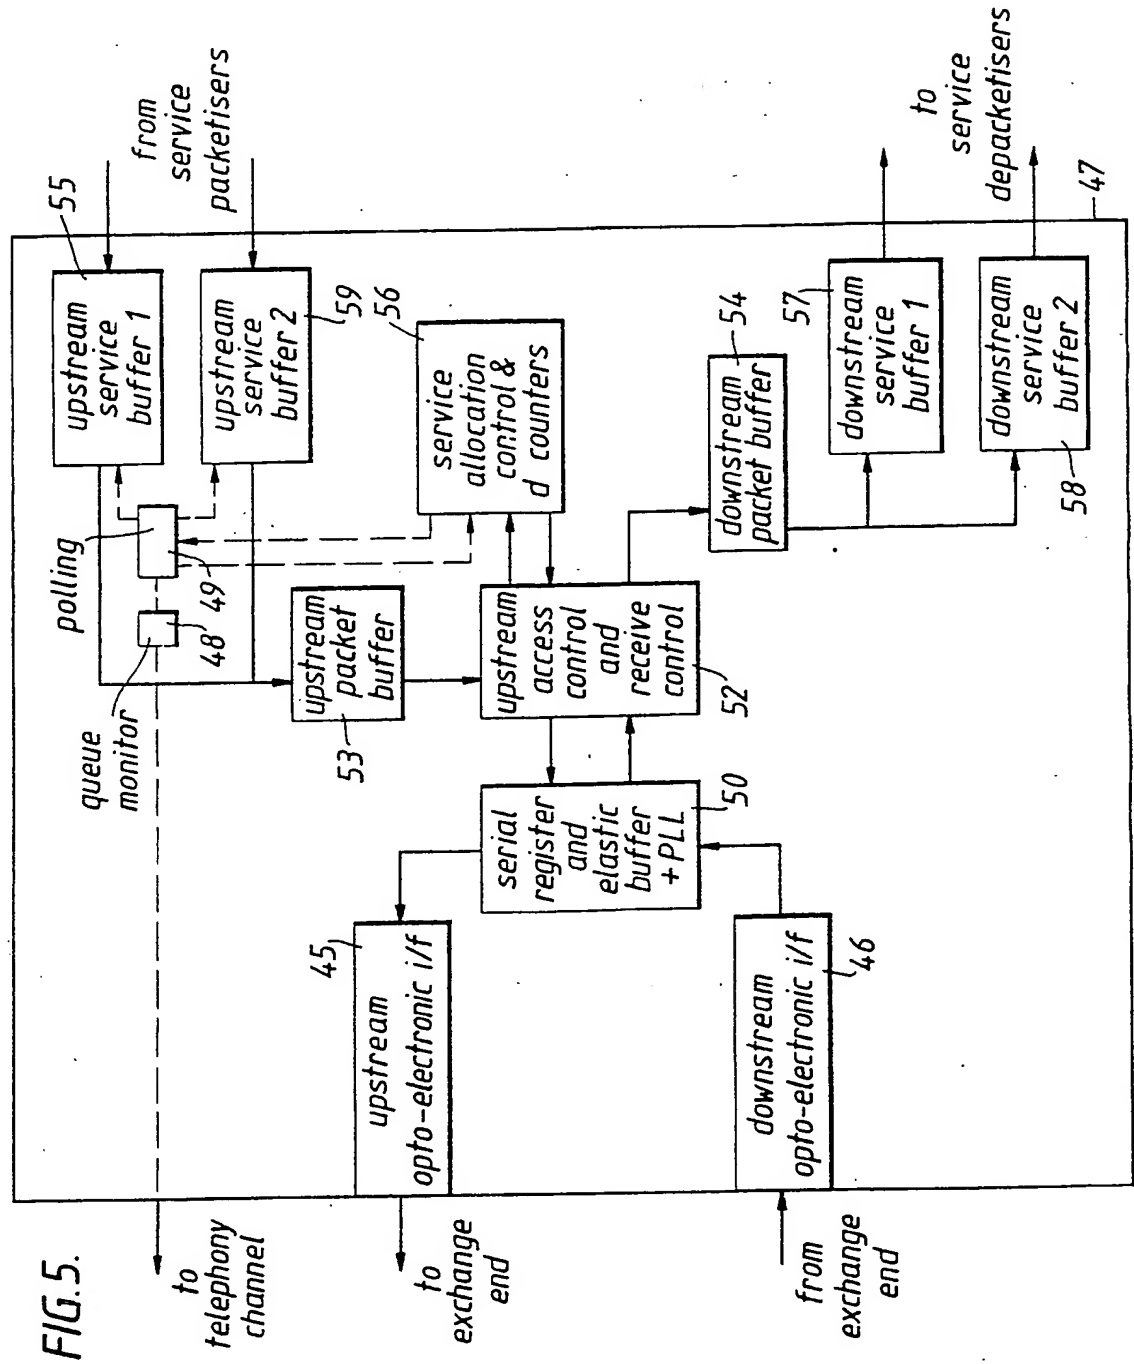 FIG.5.
to
telephony
channel
to
exchange
end
from
exchange
end
queue
monitor
48
polling
49
upstream
service
buffer 1
55
from
service
packetisers
upstream
service
buffer 2
59
upstream
packet
buffer
53
service
allocation
control &
d counters
56
upstream
opto-electronic i/f
45
serial
register
and
elastic
buffer
+PLL
50
upstream
access
control
and
receive
control
52
downstream
opto-electronic i/f
46
downstream
packet buffer
54
downstream
service
buffer 1
57
downstream
service
buffer 2
58
to
service
depacketisers
47